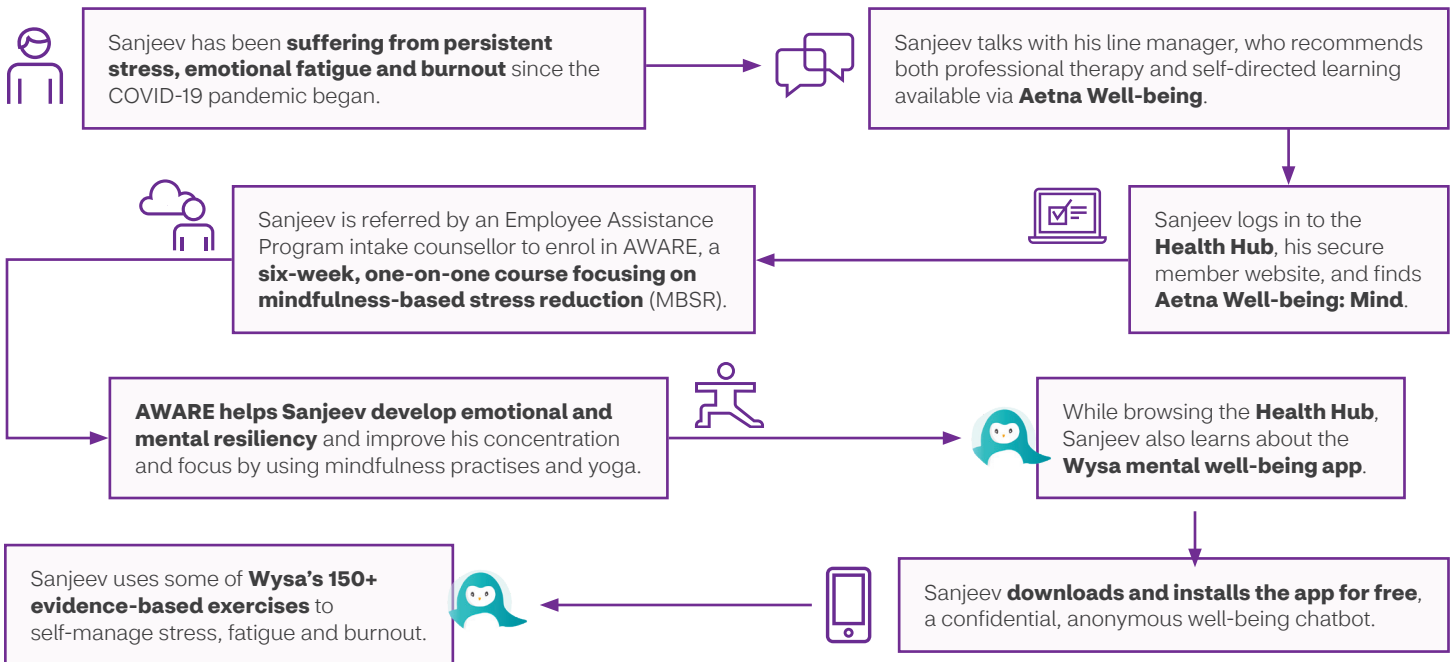 Sanjeev has been suffering from persistent
stress, emotional fatigue and burnout since the
COVID-19 pandemic began.
Sanjeev talks with his line manager, who recommends
both professional therapy and self-directed learning
available via Aetna Well-being.
Sanjeev logs in to the
Health Hub, his secure
member website, and finds
Aetna Well-being: Mind.
Sanjeev is referred by an Employee Assistance
Program intake counsellor to enrol in AWARE, a
six-week, one-on-one course focusing on
mindfulness-based stress reduction (MBSR).
AWARE helps Sanjeev develop emotional and
mental resiliency and improve his concentration
and focus by using mindfulness practises and yoga.
While browsing the Health Hub,
Sanjeev also learns about the
Wysa mental well-being app.
Sanjeev downloads and installs the app for free,
a confidential, anonymous well-being chatbot.
Sanjeev uses some of Wysa's 150+
evidence-based exercises to
self-manage stress, fatigue and burnout.